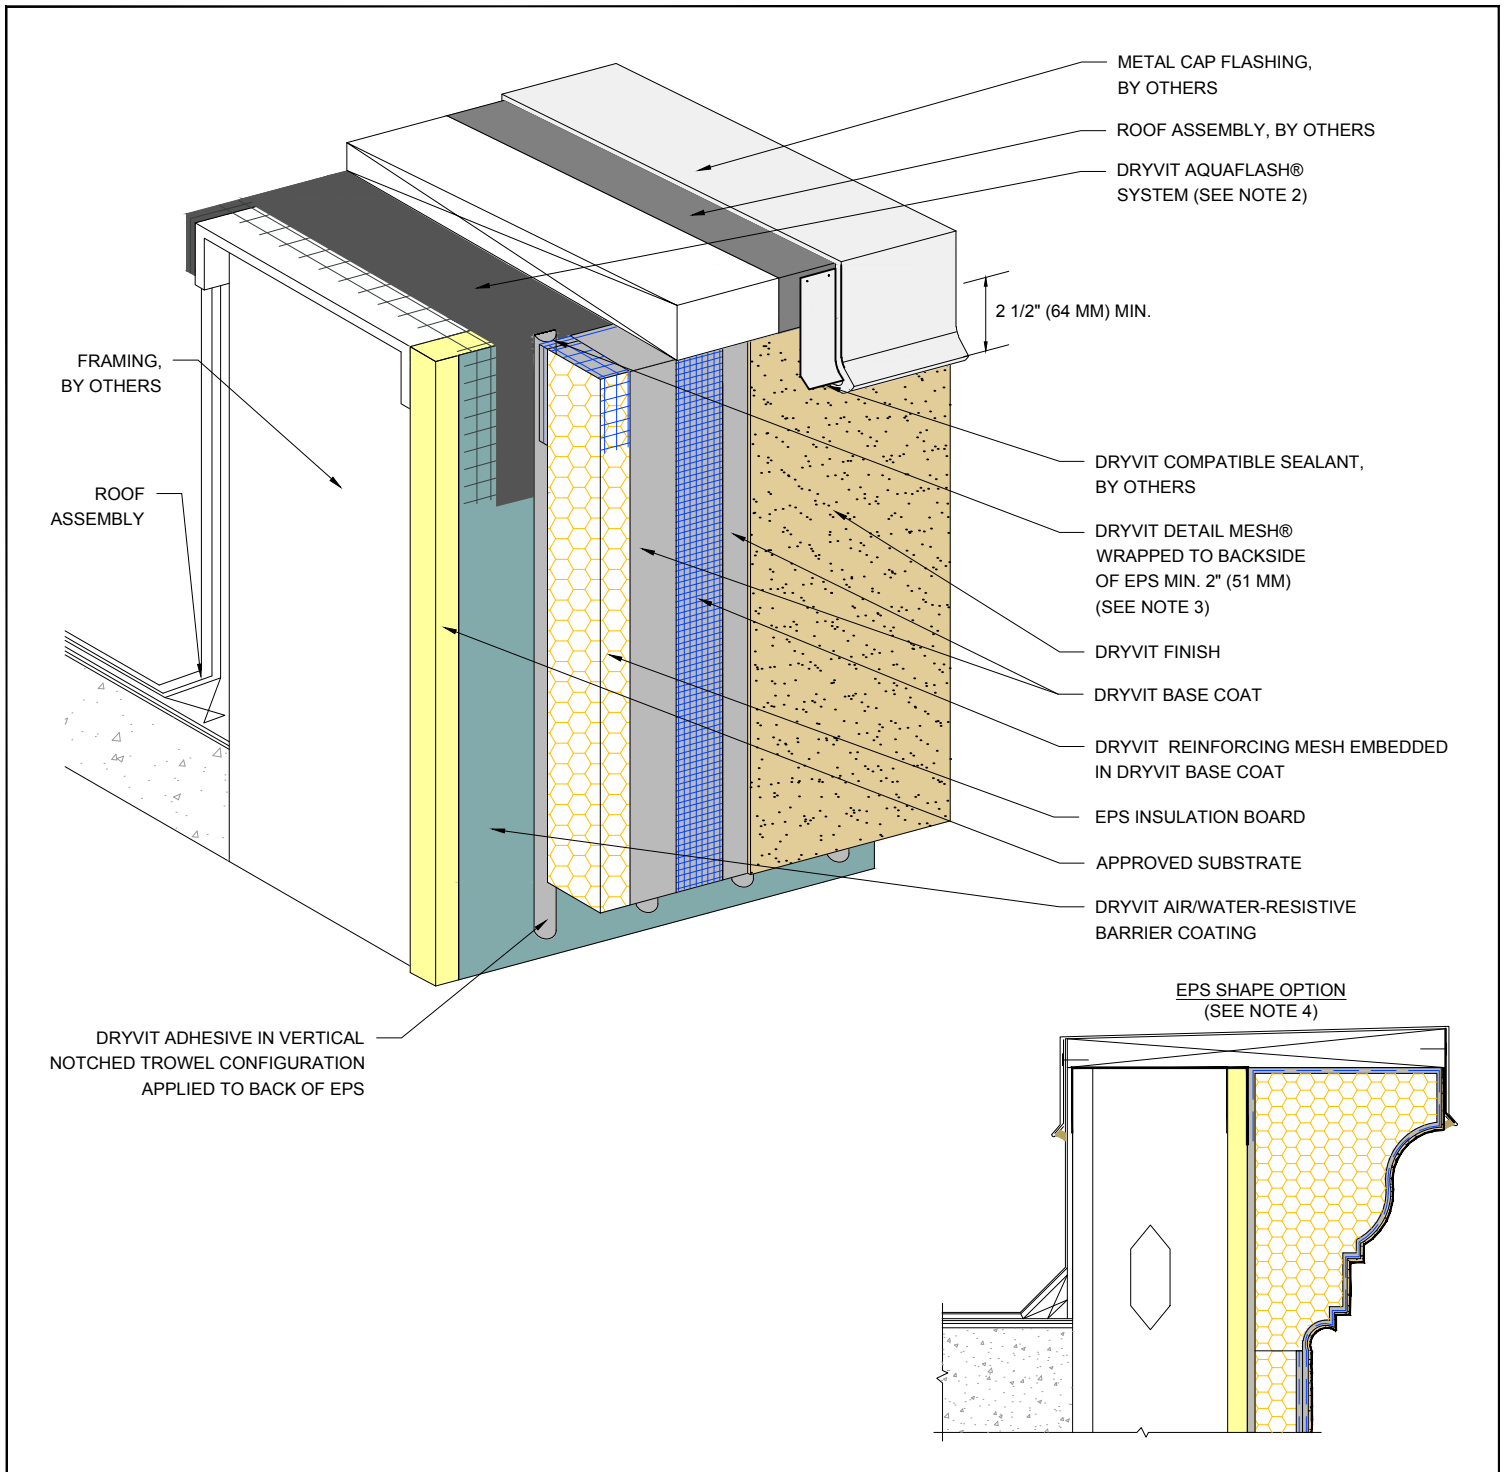 METAL CAP FLASHING,
BY OTHERS
ROOF ASSEMBLY, BY OTHERS
DRYVIT AQUAFLASH®
SYSTEM (SEE NOTE 2)
2 1/2" (64 MM) MIN.
FRAMING,
BY OTHERS
ROOF
ASSEMBLY
DRYVIT COMPATIBLE SEALANT,
BY OTHERS
DRYVIT DETAIL MESH®
WRAPPED TO BACKSIDE
OF EPS MIN. 2" (51 MM)
(SEE NOTE 3)
DRYVIT FINISH
DRYVIT BASE COAT
DRYVIT  REINFORCING MESH EMBEDDED
IN DRYVIT BASE COAT
EPS INSULATION BOARD
APPROVED SUBSTRATE
DRYVIT AIR/WATER-RESISTIVE
BARRIER COATING
DRYVIT ADHESIVE IN VERTICAL
NOTCHED TROWEL CONFIGURATION
APPLIED TO BACK OF EPS
EPS SHAPE OPTION
(SEE NOTE 4)